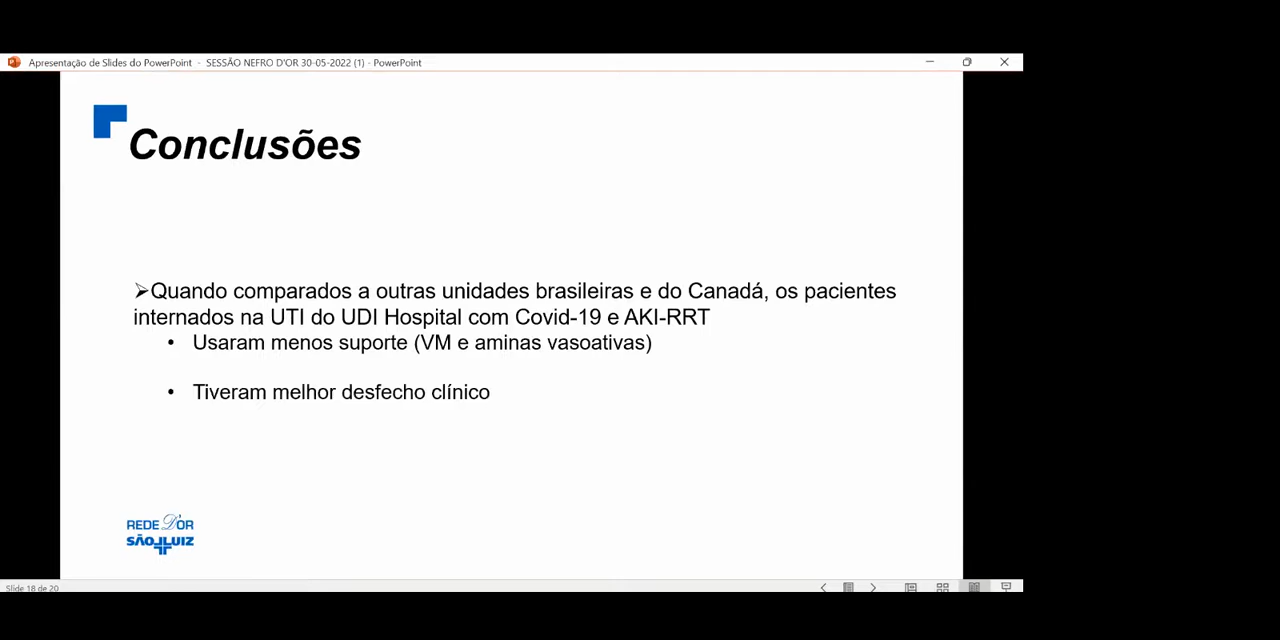 Apresentação de Slides do PowerPoint - SESSÃO NEFRO D'OR 30-05-2022 (1) - PowerPoint
Conclusões
➢Quando comparados a outras unidades brasileiras e do Canadá, os pacientes
internados na UTI do UDI Hospital com Covid-19 e AKI-RRT
• Usaram menos suporte (VM e aminas vasoativas)
• Tiveram melhor desfecho clínico
REDE D'OR
SÃO LUIZ
Slide 18 de 20